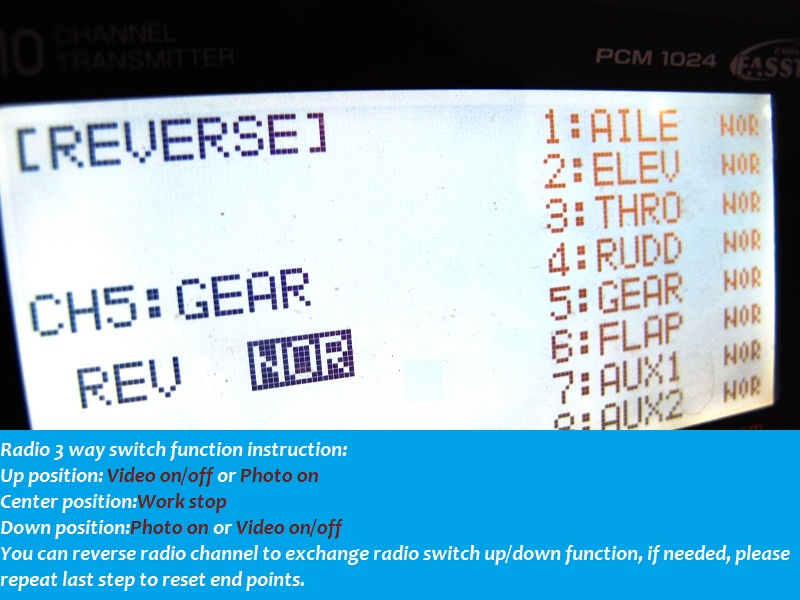 10 CHANNEL
TRANSMITTER
PCM 1024
FASST
[REVERSE]
CH5:GEAR
REV NOR
1:AILE NOR
2:ELEV NOR
3:THRO NOR
4:RUDD NOR
5:GEAR NOR
6:FLAP NOR
7:AUX1 NOR
8:AUX2 NOR
Radio 3 way switch function instruction:
Up position: Video on/off or Photo on
Center position:Work stop
Down position:Photo on or Video on/off
You can reverse radio channel to exchange radio switch up/down function, if needed, please
repeat last step to reset end points.